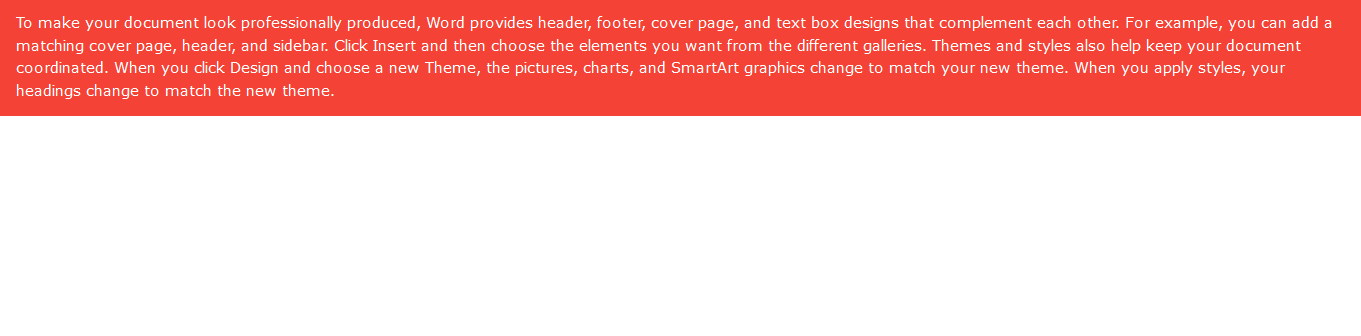 To make your document look professionally produced, Word provides header, footer, cover page, and text box designs that complement each other. For example, you can add a
matching cover page, header, and sidebar. Click Insert and then choose the elements you want from the different galleries. Themes and styles also help keep your document
coordinated. When you click Design and choose a new Theme, the pictures, charts, and SmartArt graphics change to match your new theme. When you apply styles, your
headings change to match the new theme.